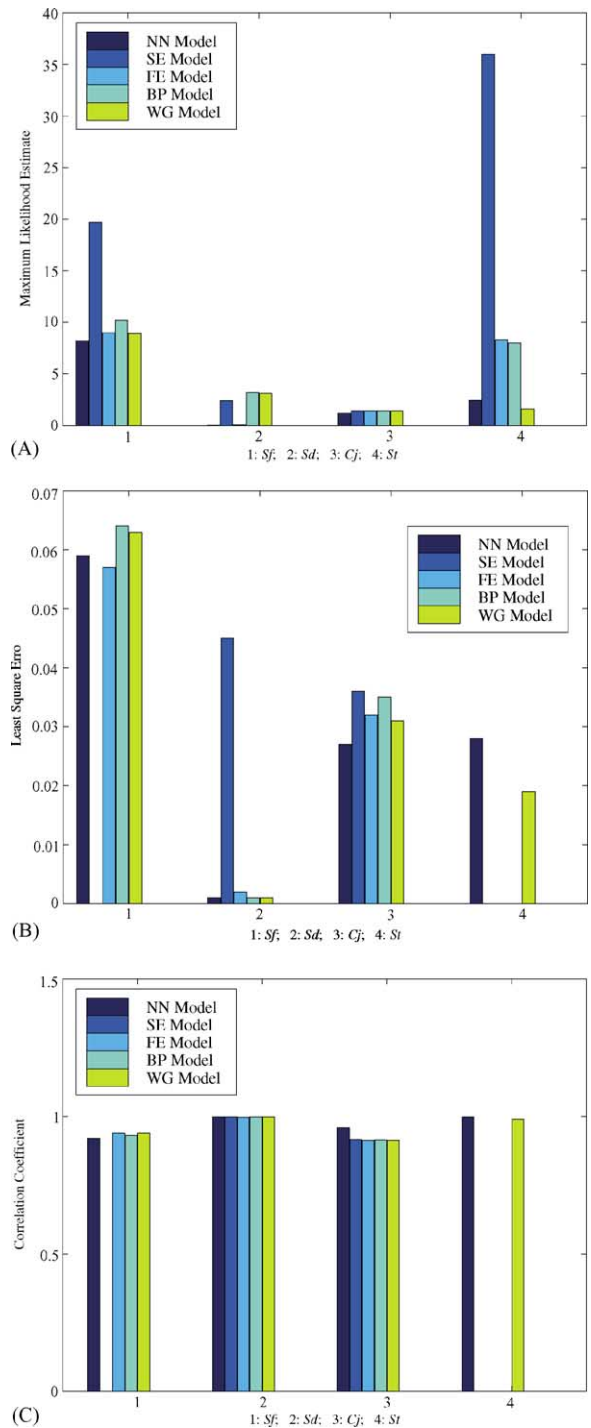 40
35
30
25
20
15
10
5
0
Maximum Likelihood Estimate
NN Model
SE Model
FE Model
BP Model
WG Model
1 2 3 4
(A)
1: Sf; 2: Sd; 3: Cj; 4: St
0.07
0.06
0.05
0.04
0.03
0.02
0.01
0
Least Square Erro
NN Model
SE Model
FE Model
BP Model
WG Model
1 2 3 4
(B)
1: Sf; 2: Sd; 3: Cj; 4: St
1.5
1
0.5
0
Correlation Coefficient
NN Model
SE Model
FE Model
BP Model
WG Model
1 2 3 4
(C)
1: Sf; 2: Sd; 3: Cj; 4: St